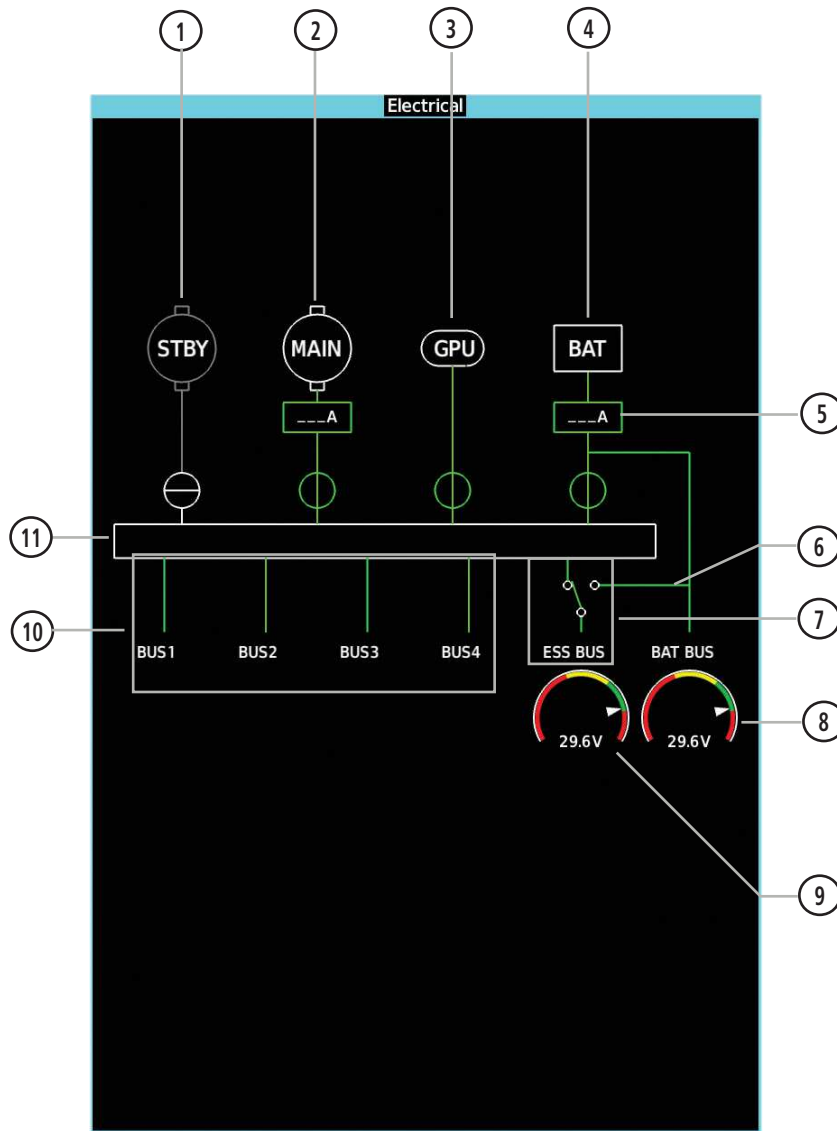 1 2 3 4
Electrical
STBY MAIN GPU BAT
___A ___A 5
11
6
10 7
BUS1 BUS2 BUS3 BUS4 ESS BUS BAT BUS
29.6V 29.6V 8
9